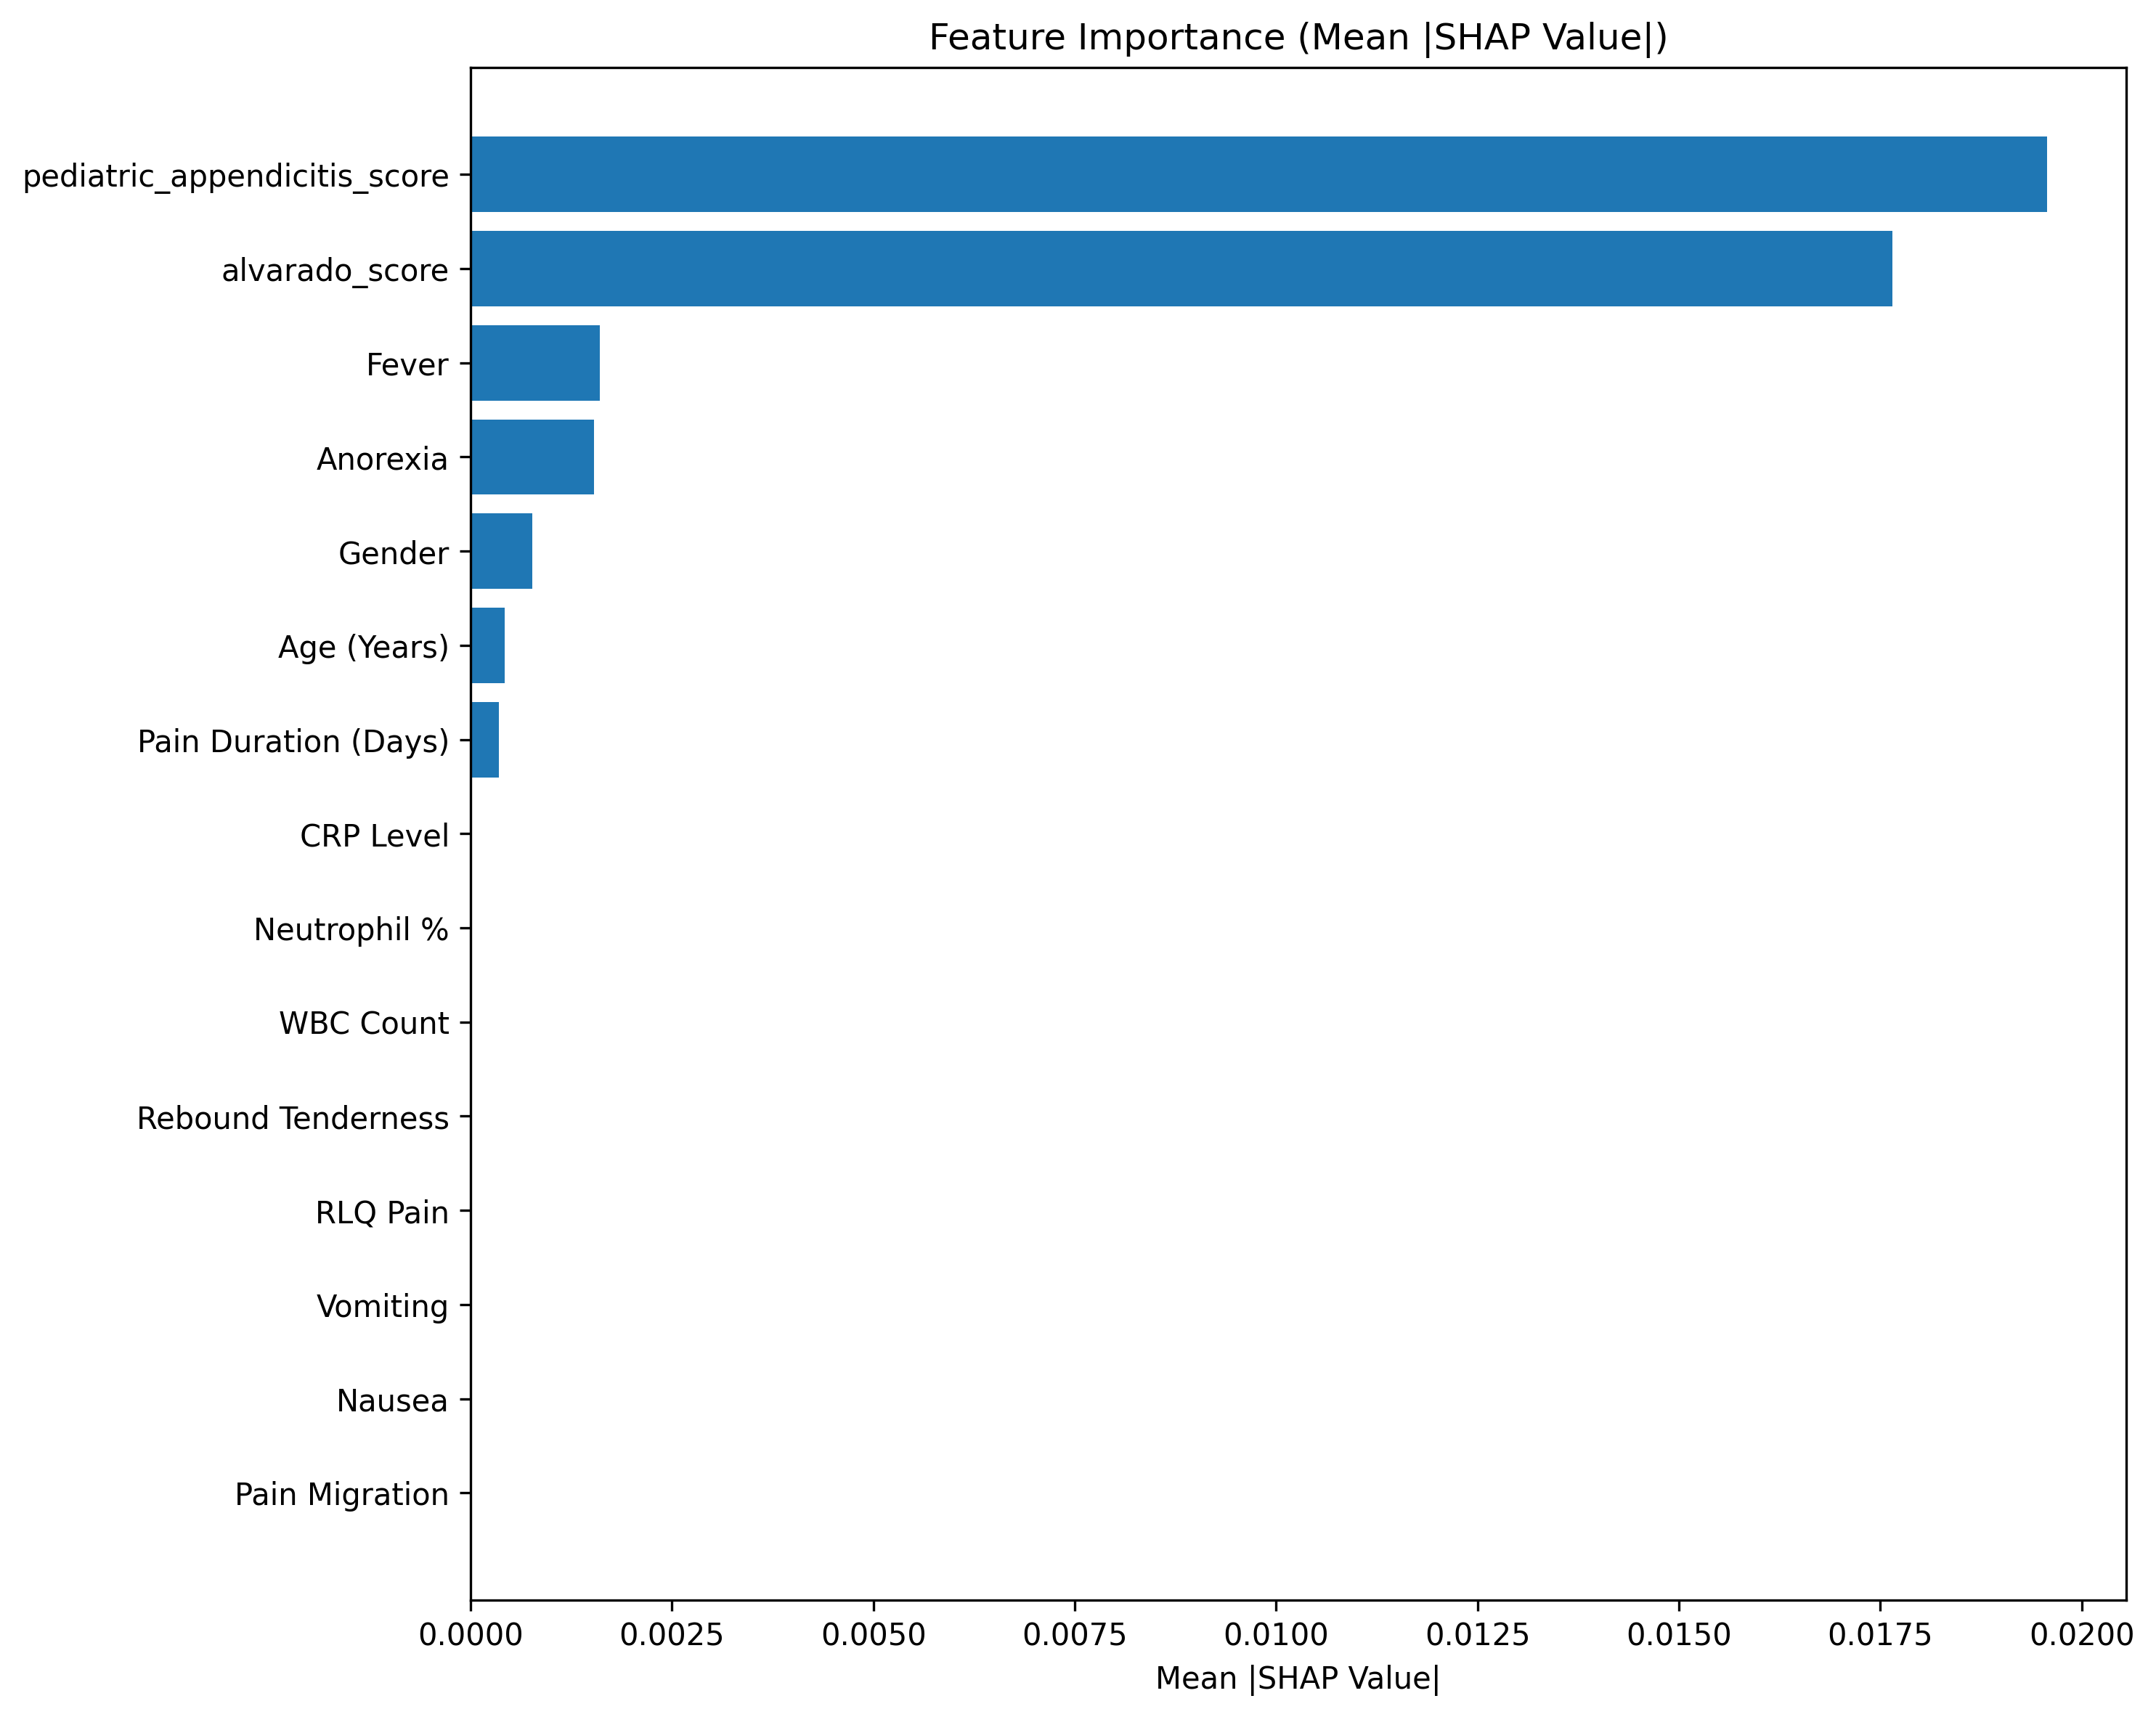 Feature Importance (Mean |SHAP Value|)
pediatric_appendicitis_score
alvarado_score
Fever
Anorexia
Gender
Age (Years)
Pain Duration (Days)
CRP Level
Neutrophil %
WBC Count
Rebound Tenderness
RLQ Pain
Vomiting
Nausea
Pain Migration
0.0000 0.0025 0.0050 0.0075 0.0100 0.0125 0.0150 0.0175 0.0200
Mean |SHAP Value|